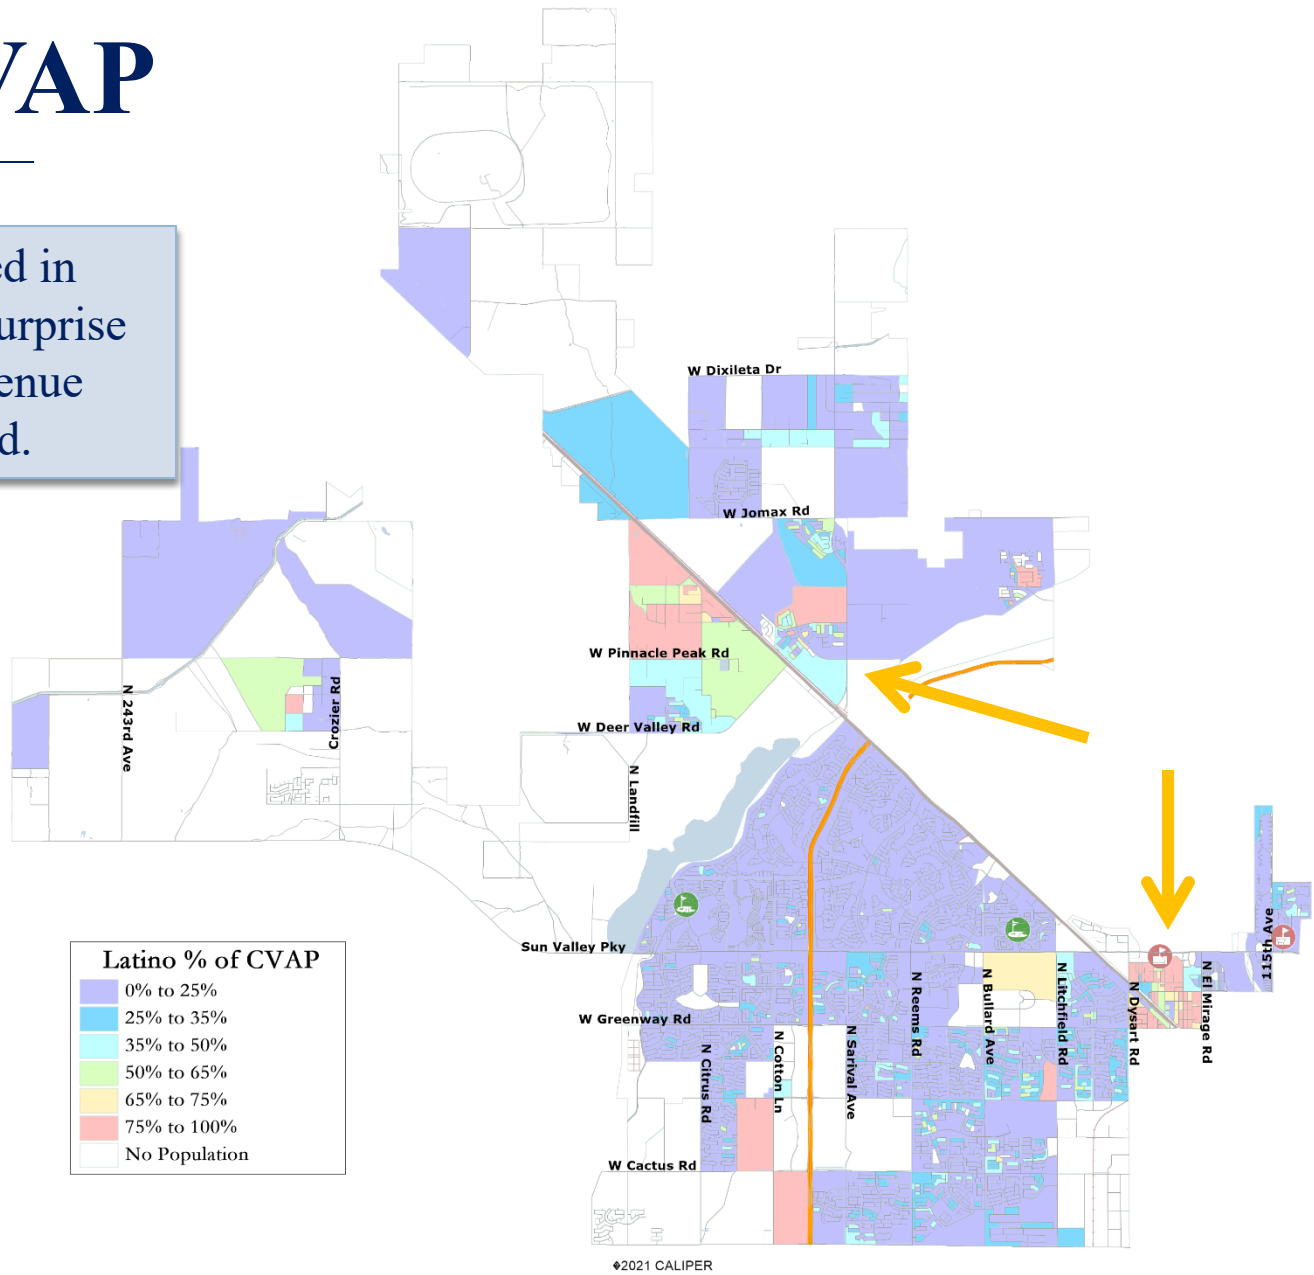 VAP
ed in
urprise
enue
d.
W Dixileta Dr
W Jomax Rd
W Pinnacle Peak Rd
W Deer Valley Rd
N 243rd Ave
Crozier Rd
N Landfill
Sun Valley Pky
W Greenway Rd
W Cactus Rd
N Citrus Rd
N Cotton Ln
N Sarival Ave
N Reems Rd
N Bullard Ave
N Litchfield Rd
N Dysart Rd
N El Mirage Rd
115th Ave
Latino % of CVAP
0% to 25%
25% to 35%
35% to 50%
50% to 65%
65% to 75%
75% to 100%
No Population
�2021 CALIPER